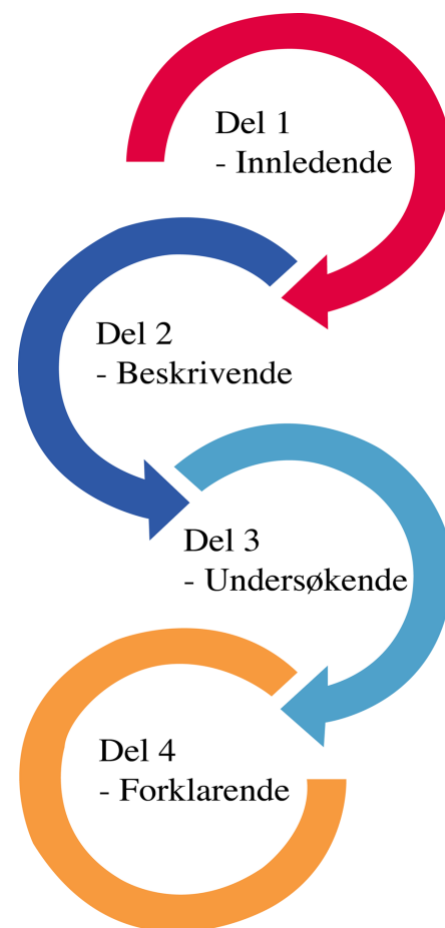 Del 1
- Innledende
Del 2
- Beskrivende
Del 3
- Undersøkende
Del 4
- Forklarende